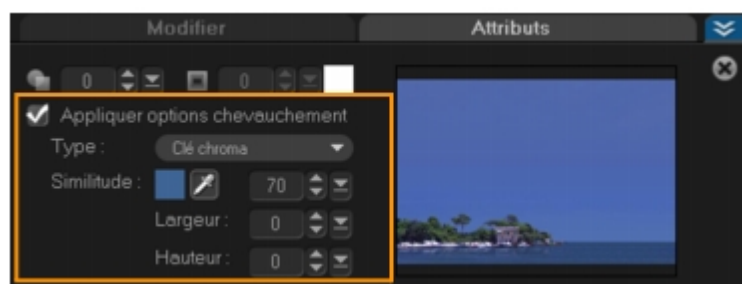 Modifier Attributs
0 0
Appliquer options chevauchement
Type : Clé chroma
Similitude : 70
Largeur : 0
Hauteur : 0